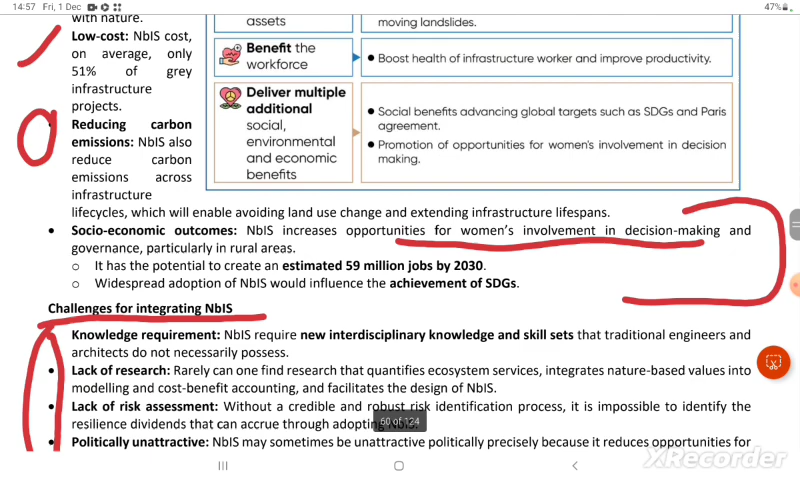 14:57 Fri, 1 Dec
47%
with nature.
Low-cost: NbIS cost,
on average, only
51% of grey
infrastructure
projects.
Reducing carbon
emissions: NbIS also
reduce carbon
emissions across
infrastructure
lifecycles, which will enable avoiding land use change and extending infrastructure lifespans.
assets
moving landslides.
Benefit the
workforce
● Boost health of infrastructure worker and improve productivity.
Deliver multiple
additional
social,
environmental
and economic
benefits
● Social benefits advancing global targets such as SDGs and Paris
agreement.
● Promotion of opportunities for women's involvement in decision
making.
• Socio-economic outcomes: NbIS increases opportunities for women's involvement in decision-making and
governance, particularly in rural areas.
o It has the potential to create an estimated 59 million jobs by 2030.
o Widespread adoption of NbIS would influence the achievement of SDGs.
Challenges for integrating NbIS
Knowledge requirement: NbIS require new interdisciplinary knowledge and skill sets that traditional engineers and
architects do not necessarily possess.
• Lack of research: Rarely can one find research that quantifies ecosystem services, integrates nature-based values into
modelling and cost-benefit accounting, and facilitates the design of NbIS.
• Lack of risk assessment: Without a credible and robust risk identification process, it is impossible to identify the
resilience dividends that can accrue through adopting NbIS.
60 of 124
• Politically unattractive: NbIS may sometimes be unattractive politically precisely because it reduces opportunities for
XRecorder